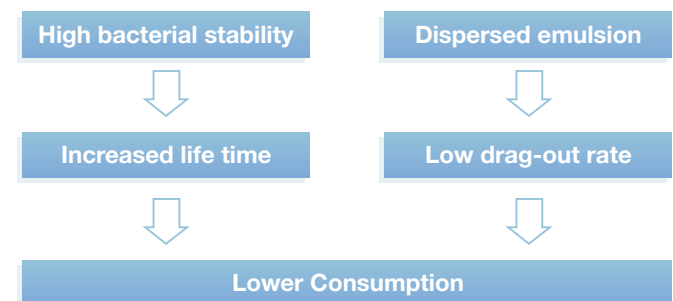 High bacterial stability
Dispersed emulsion
Increased life time
Low drag-out rate
Lower Consumption